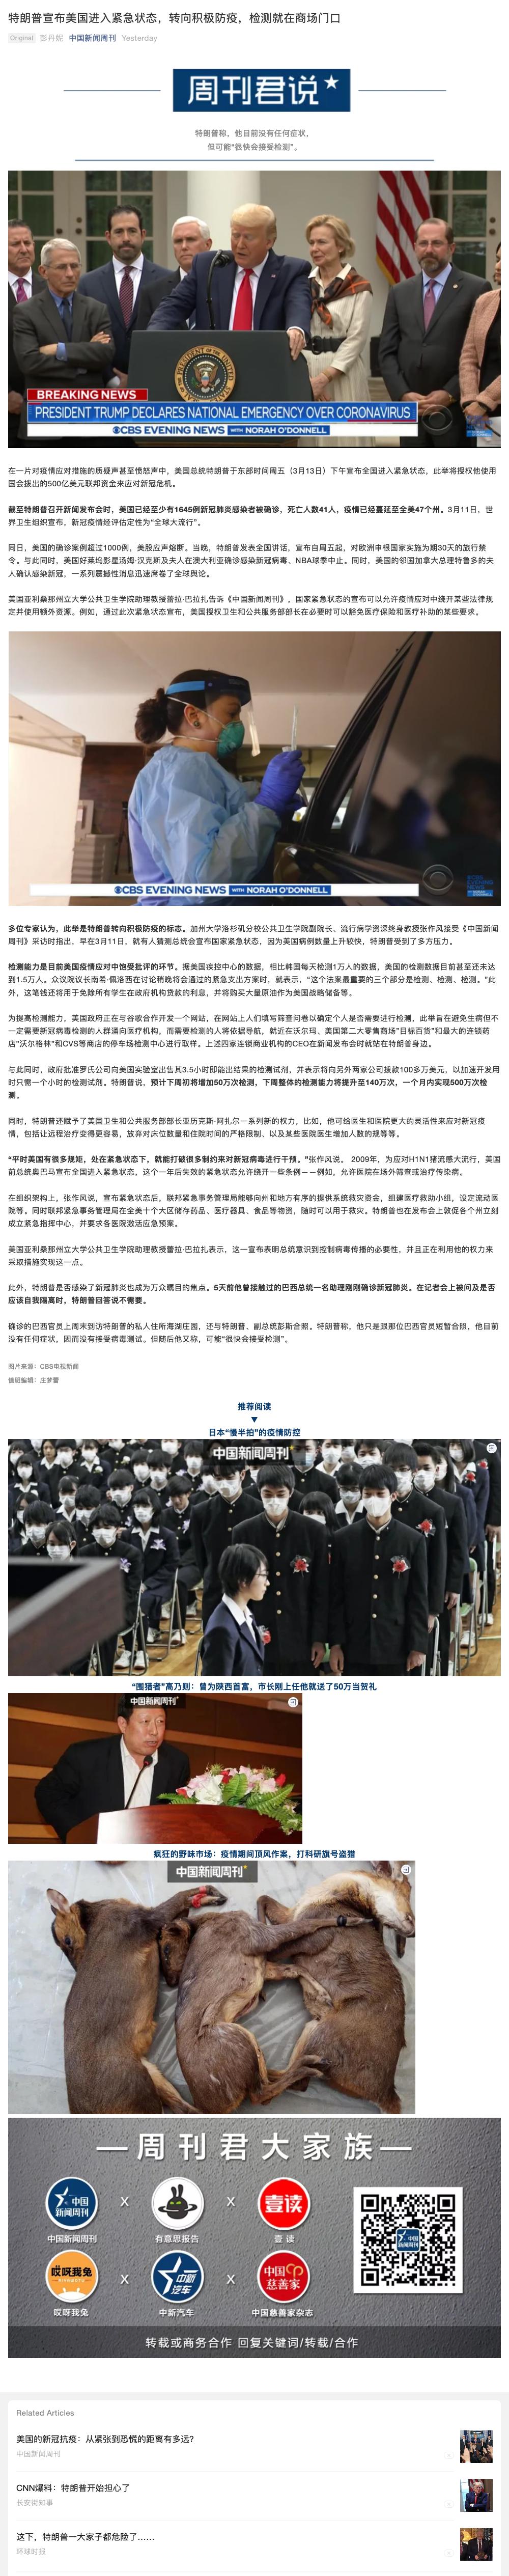 特朗普宣布美国进入紧急状态，转向积极防疫，检测就在商场门口
Original 彭丹妮 中国新闻周刊 Yesterday
周刊君说
特朗普称，他目前没有任何症状，
但可能“很快会接受检测”。
BREAKING NEWS
PRESIDENT TRUMP DECLARES NATIONAL EMERGENCY OVER CORONAVIRUS
CBS EVENING NEWS WITH NORAH O'DONNELL
在一片对疫情应对措施的质疑声甚至愤怒声中，美国总统特朗普于东部时间周五（3月13日）下午宣布全国进入紧急状态，此举将授权他使用
国会拨出的500亿美元联邦资金来应对新冠危机。
截至特朗普召开新闻发布会时，美国已经至少有1645例新冠肺炎感染者被确诊，死亡人数41人，疫情已经蔓延至全美47个州。3月11日，世
界卫生组织宣布，新冠疫情经评估定性为“全球大流行”。
同日，美国的确诊案例超过1000例，美股应声熔断。当晚，特朗普发表全国讲话，宣布自周五起，对欧洲申根国家实施为期30天的旅行禁
令。与此同时，美国好莱坞影星汤姆·汉克斯及夫人在澳大利亚确诊感染新冠病毒、NBA球季中止。同时，美国的邻国加拿大总理特鲁多的夫
人确认感染新冠，一系列震撼性消息迅速席卷了全球舆论。
美国亚利桑那州立大学公共卫生学院助理教授蕾拉·巴拉扎告诉《中国新闻周刊》，国家紧急状态的宣布可以允许疫情应对中绕开某些法律规
定并使用额外资源。例如，通过此次紧急状态宣布，美国授权卫生和公共服务部部长在必要时可以豁免医疗保险和医疗补助的某些要求。
CBS EVENING NEWS WITH NORAH O'DONNELL
CBS EVENING NEWS
多位专家认为，此举是特朗普转向积极防疫的标志。加州大学洛杉矶分校公共卫生学院副院长、流行病学资深终身教授张作风接受《中国新闻
周刊》采访时指出，早在3月11日，就有人猜测总统会宣布国家紧急状态，因为美国病例数量上升较快，特朗普受到了多方压力。
检测能力是目前美国疫情应对中饱受批评的环节。据美国疾控中心的数据，相比韩国每天检测1万人的数据，美国的检测数据目前甚至还未达
到1.5万人。众议院议长南希·佩洛西在讨论稍晚将会通过的紧急支出方案时，就表示，“这个法案最重要的三个部分是检测、检测、检测。”此
外，这笔钱还将用于免除所有学生在政府机构贷款的利息，并将购买大量原油作为美国战略储备等。
为提高检测能力，美国政府正在与谷歌合作开发一个网站，在网站上人们填写筛查问卷以确定个人是否需要进行检测，此举旨在避免生病但不
一定需要新冠病毒检测的人群涌向医疗机构，而需要检测的人将依据导航，就近在沃尔玛、美国第二大零售商场“目标百货”和最大的连锁药
店“沃尔格林”和CVS等商店的停车场检测中心进行取样。上述四家连锁商业机构的CEO在新闻发布会时就站在特朗普身边。
与此同时，政府批准罗氏公司向美国实验室出售其3.5小时即能出结果的检测试剂，并表示将向另外两家公司拨款100多万美元，以加速开发用
时只需一个小时的检测试剂。特朗普说，预计下周初将增加50万次检测，下周整体的检测能力将提升至140万次，一个月内实现500万次检
测。
同时，特朗普还赋予了美国卫生和公共服务部部长亚历克斯·阿扎尔一系列新的权力，比如，他可给医生和医院更大的灵活性来应对新冠疫
情，包括让远程治疗变得更容易，放弃对床位数量和住院时间的严格限制、以及某些医院医生增加人数的规等等。
“平时美国有很多规矩，处在紧急状态下，就能打破很多制约来对新冠病毒进行干预。”张作风说。 2009年，为应对H1N1猪流感大流行，美国
前总统奥巴马宣布全国进入紧急状态，这个一年后失效的紧急状态允许绕开一些条例——例如，允许医院在场外筛查或治疗传染病。
在组织架构上，张作风说，宣布紧急状态后，联邦紧急事务管理局能够向州和地方有序的提供系统救灾资金，组建医疗救助小组，设定流动医
院等。同时联邦紧急事务管理局在全美十个大区储存药品、医疗器具、食品等物资，随时可以用于救灾。特朗普也在发布会上敦促各个州立刻
成立紧急指挥中心，并要求各医院激活应急预案。
美国亚利桑那州立大学公共卫生学院助理教授蕾拉·巴拉扎表示，这一宣布表明总统意识到控制病毒传播的必要性，并且正在利用他的权力来
采取措施实现这一点。
此外，特朗普是否感染了新冠肺炎也成为万众瞩目的焦点。5天前他曾接触过的巴西总统一名助理刚刚确诊新冠肺炎。在记者会上被问及是否
应该自我隔离时，特朗普回答说不需要。
确诊的巴西官员上周末到访特朗普的私人住所海湖庄园，还与特朗普、副总统彭斯合照。特朗普称，他只是跟那位巴西官员短暂合照，他目前
没有任何症状，因而没有接受病毒测试。但随后他又称，可能“很快会接受检测”。
图片来源：CBS电视新闻
值班编辑：庄梦蕾
推荐阅读
▼
日本“慢半拍”的疫情防控
中国新闻周刊
“围猎者”高乃则：曾为陕西首富，市长刚上任他就送了50万当贺礼
中国新闻周刊
疯狂的野味市场：疫情期间顶风作案，打科研旗号盗猎
中国新闻周刊
周刊君大家族
中国新闻周刊 X X 壹读
中国新闻周刊 有意思报告 壹读
哎呀我兔 X 中新汽车 X 中国慈善家
哎呀我兔 中新汽车 中国慈善家杂志
转载或商务合作 回复关键词/转载/合作
Related Articles
美国的新冠抗疫：从紧张到恐慌的距离有多远?
中国新闻周刊
CNN爆料：特朗普开始担心了
长安街知事
这下，特朗普一大家子都危险了……
环球时报